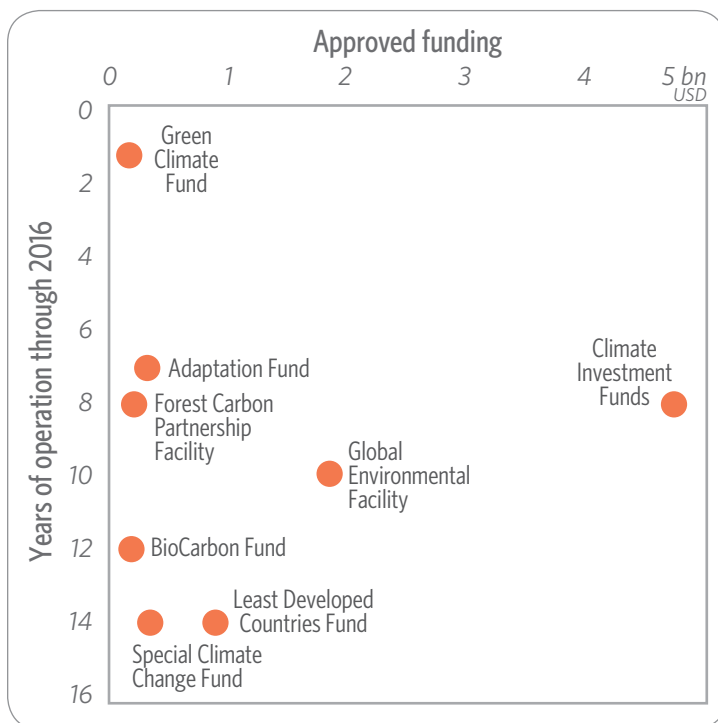 Approved funding
0 1 2 3 4 5 bn
USD
Years of operation through 2016
0
2
4
6
8
10
12
14
16
Green
Climate
Fund
Adaptation Fund
Climate
Investment
Funds
Forest Carbon
Partnership
Facility
Global
Environmental
Facility
BioCarbon Fund
Least Developed
Countries Fund
Special Climate
Change Fund